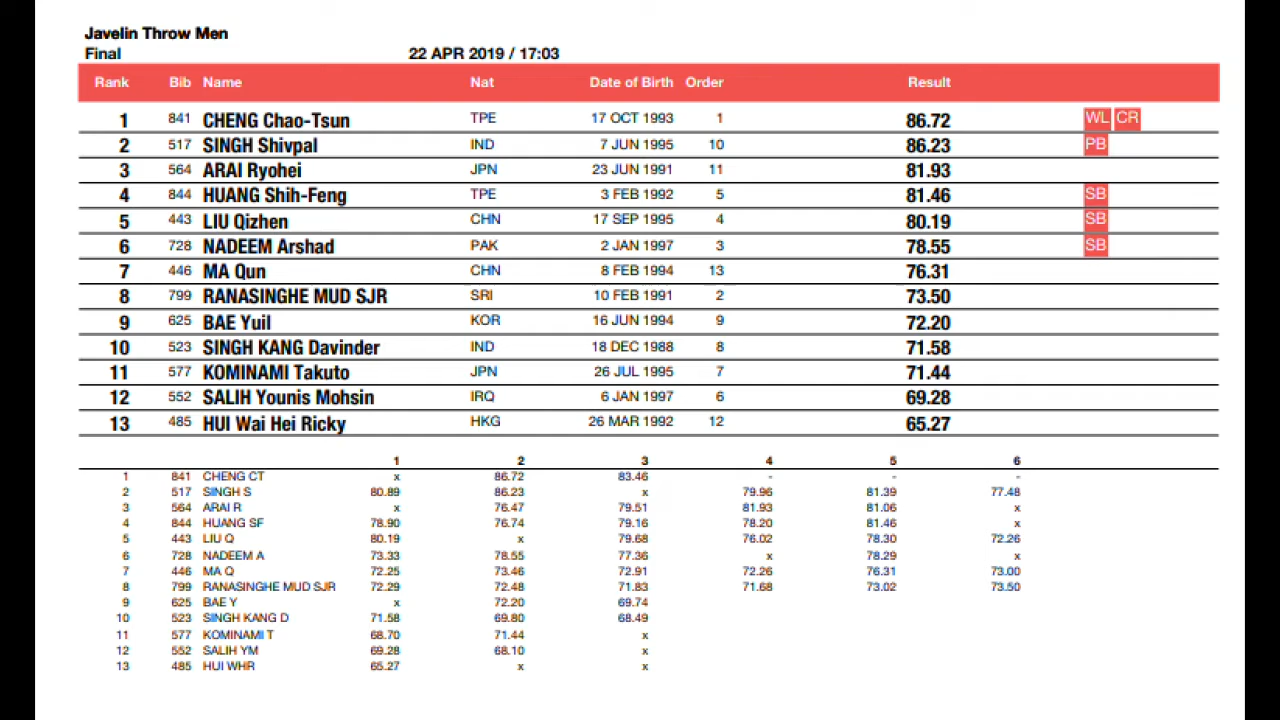 Javelin Throw Men
Final 22 APR 2019 / 17:03
Rank Bib Name Nat Date of Birth Order Result
1 841 CHENG Chao-Tsun TPE 17 OCT 1993 1 86.72 WL CR
2 517 SINGH Shivpal IND 7 JUN 1995 10 86.23 PB
3 564 ARAI Ryohei JPN 23 JUN 1991 11 81.93
4 844 HUANG Shih-Feng TPE 3 FEB 1992 5 81.46 SB
5 443 LIU Qizhen CHN 17 SEP 1995 4 80.19 SB
6 728 NADEEM Arshad PAK 2 JAN 1997 3 78.55 SB
7 446 MA Qun CHN 8 FEB 1994 13 76.31
8 799 RANASINGHE MUD SJR SRI 10 FEB 1991 2 73.50
9 625 BAE Yuil KOR 16 JUN 1994 9 72.20
10 523 SINGH KANG Davinder IND 18 DEC 1988 8 71.58
11 577 KOMINAMI Takuto JPN 26 JUL 1995 7 71.44
12 552 SALIH Younis Mohsin IRQ 6 JAN 1997 6 69.28
13 485 HUI Wai Hei Ricky HKG 26 MAR 1992 12 65.27
1 2 3 4 5 6
1 841 CHENG CT x 86.72 83.46 - - -
2 517 SINGH S 80.89 86.23 x 79.96 81.39 77.48
3 564 ARAI R x 76.47 79.51 81.93 81.06 x
4 844 HUANG SF 78.90 76.74 79.16 78.20 81.46 x
5 443 LIU Q 80.19 x 79.68 76.02 78.30 72.26
6 728 NADEEM A 73.33 78.55 77.36 x 78.29 x
7 446 MA Q 72.25 73.46 72.91 72.26 76.31 73.00
8 799 RANASINGHE MUD SJR 72.29 72.48 71.83 71.68 73.02 73.50
9 625 BAE Y x 72.20 69.74
10 523 SINGH KANG D 71.58 69.80 68.49
11 577 KOMINAMI T 68.70 71.44 x
12 552 SALIH YM 69.28 68.10 x
13 485 HUI WHR 65.27 x x